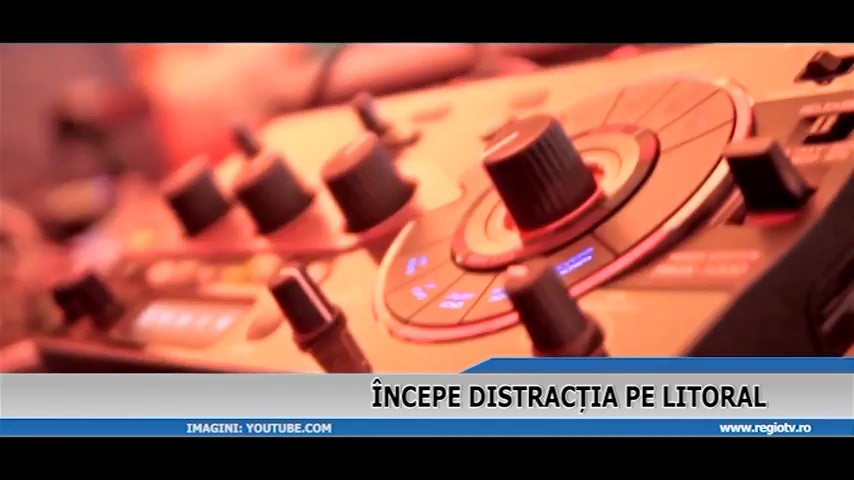 ÎNCEPE DISTRACȚIA PE LITORAL
IMAGINI: YOUTUBE.COM
www.regiotv.ro